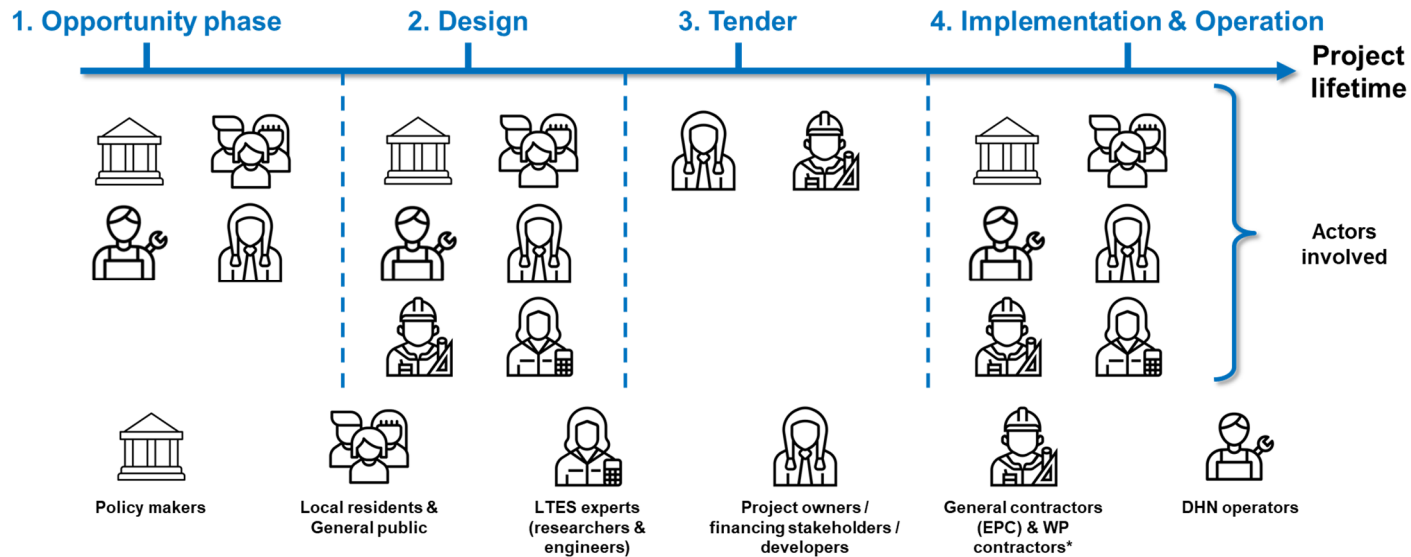 1. Opportunity phase
2. Design
3. Tender
4. Implementation & Operation
Project
lifetime
Actors
involved
Policy makers
Local residents &
General public
LTES experts
(researchers &
engineers)
Project owners /
financing stakeholders /
developers
General contractors
(EPC) & WP
contractors*
DHN operators